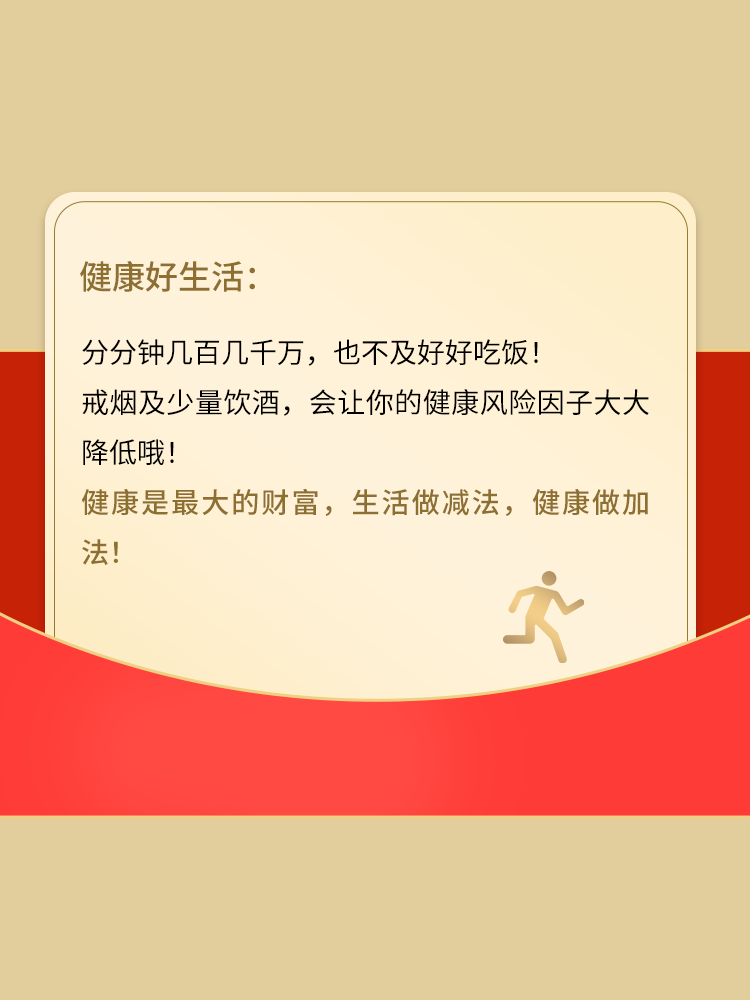 健康好生活：
分分钟几百几千万，也不及好好吃饭！
戒烟及少量饮酒，会让你的健康风险因子大大
降低哦！
健康是最大的财富，生活做减法，健康做加
法！